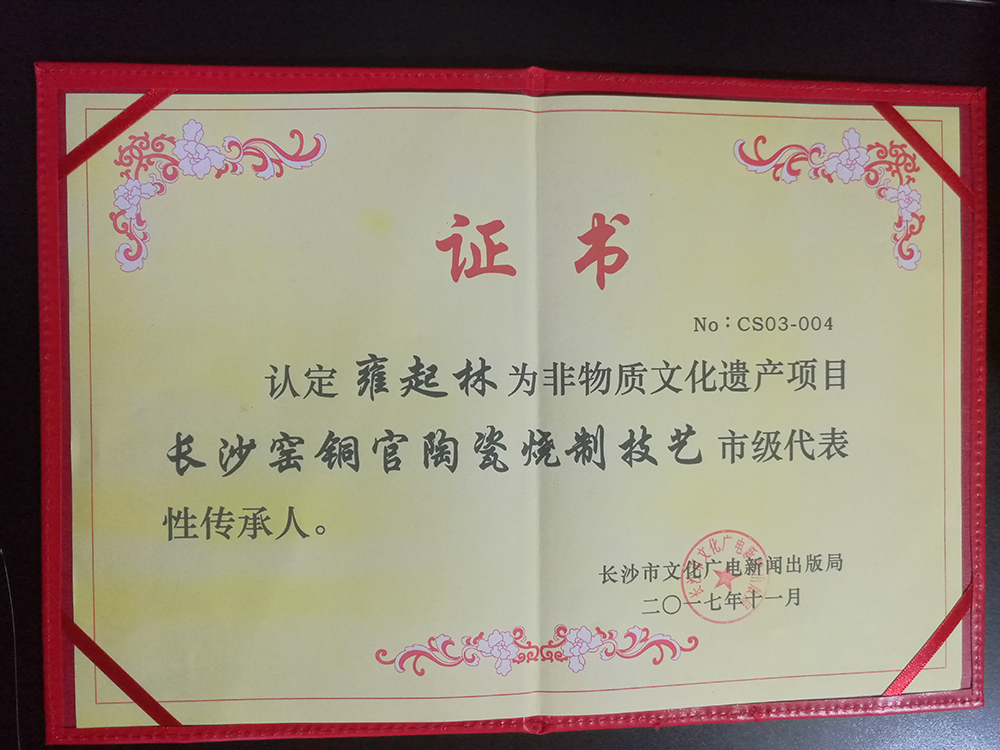 证书
No：CS03-004
认定雍起林为非物质文化遗产项目
长沙窑铜官陶瓷烧制技艺市级代表
性传承人。
长沙市文化广电新闻出版局
二〇一七年十一月